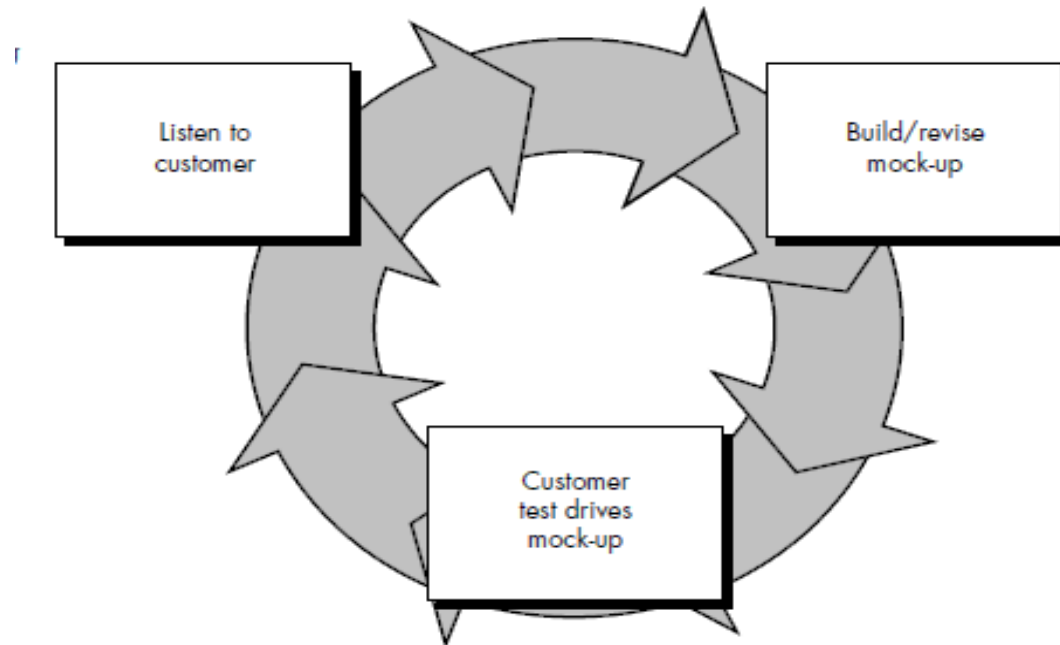 Listen to
customer
Build/revise
mock-up
Customer
test drives
mock-up